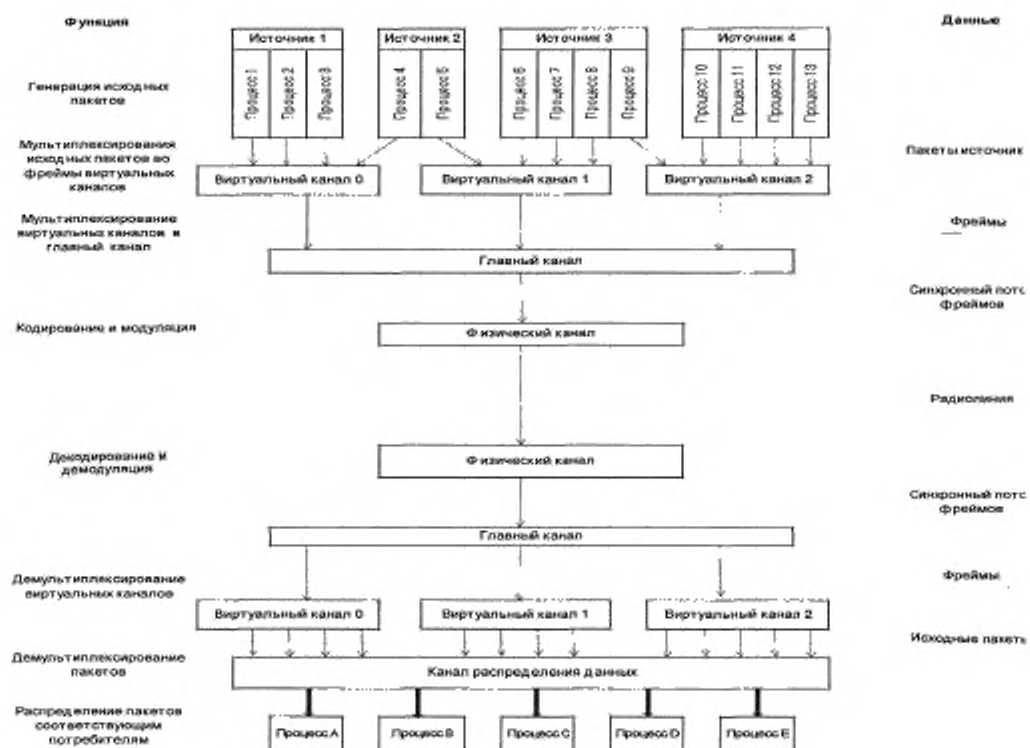 Функция
Данные
Источник 1
Источник 2
Источник 3
Источник 4
Процесс 1
Процесс 2
Процесс 3
Процесс 4
Процесс 5
Процесс 6
Процесс 7
Процесс 8
Процесс 9
Процесс 10
Процесс 11
Процесс 12
Процесс 13
Генерация исходных
пакетов
Мультиплексирования
исходных пакетов во
фреймы виртуальных
каналов
Пакеты источник
Виртуальный канал 0
Виртуальный канал 1
Виртуальный канал 2
Мультиплексирование
виртуальных каналов в
главный канал
Фреймы
Главный канал
Синхронный пото
фреймов
Кодирование и модуляция
Физический канал
Радиолиния
Декодирование и
демодуляция
Физический канал
Синхронный пото
фреймов
Главный канал
Демультиплексирование
виртуальных каналов
Фреймы
Виртуальный канал 0
Виртуальный канал 1
Виртуальный канал 2
Исходные пакеты
Демультиплексирование
пакетов
Канал распределения данных
Распределение пакетов
соответствующим
потребителям
Процесс A
Процесс B
Процесс C
Процесс D
Процесс E